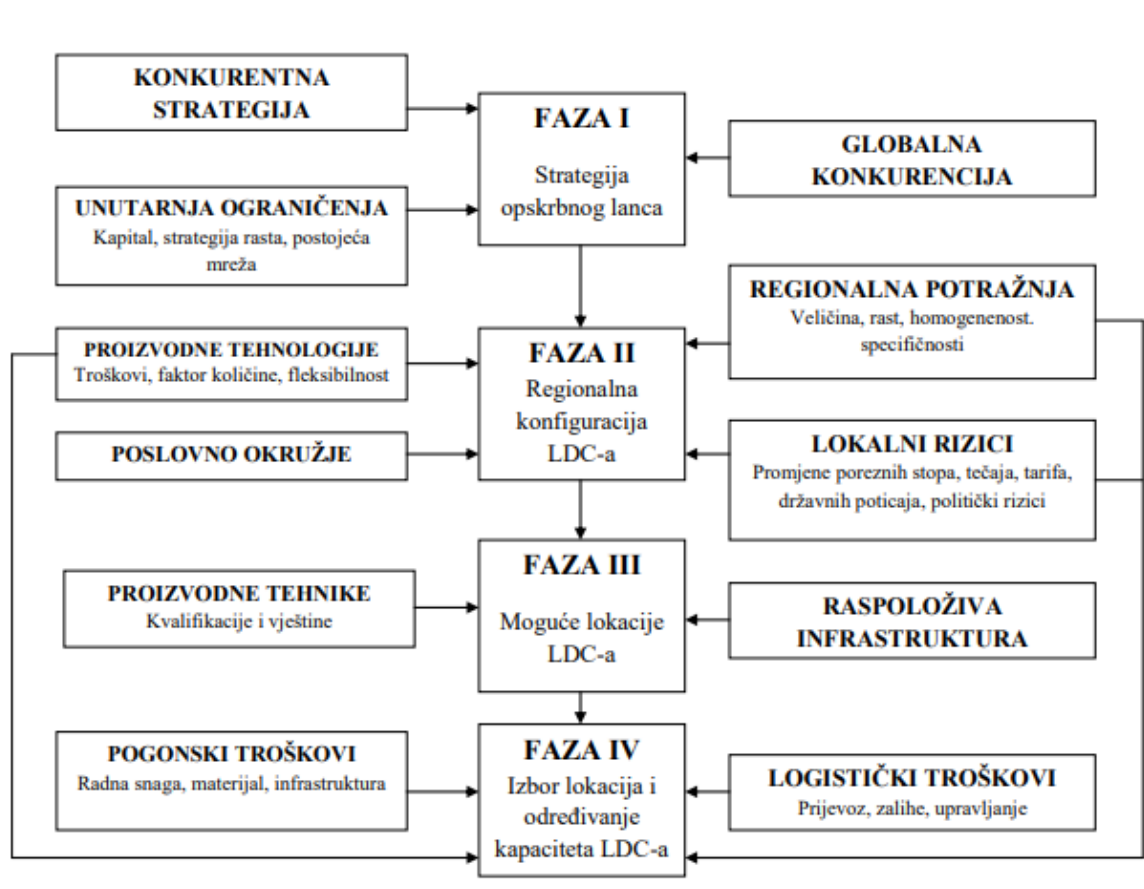 KONKURENTNA
STRATEGIJA
FAZA I
Strategija
opskrbnog lanca
GLOBALNA
KONKURENCIJA
UNUTARNJA OGRANIČENJA
Kapital, strategija rasta, postojeća
mreža
REGIONALNA POTRAŽNJA
Veličina, rast, homogenenost.
specifičnosti
PROIZVODNE TEHNOLOGIJE
Troškovi, faktor količine, fleksibilnost
FAZA II
Regionalna
konfiguracija
LDC-a
POSLOVNO OKRUŽJE
LOKALNI RIZICI
Promjene poreznih stopa, tečaja, tarifa,
državnih poticaja, politički rizici
FAZA III
Moguće lokacije
LDC-a
PROIZVODNE TEHNIKE
Kvalifikacije i vještine
RASPOLOŽIVA
INFRASTRUKTURA
POGONSKI TROŠKOVI
Radna snaga, materijal, infrastruktura
FAZA IV
Izbor lokacija i
određivanje
kapaciteta LDC-a
LOGISTIČKI TROŠKOVI
Prijevoz, zalihe, upravljanje